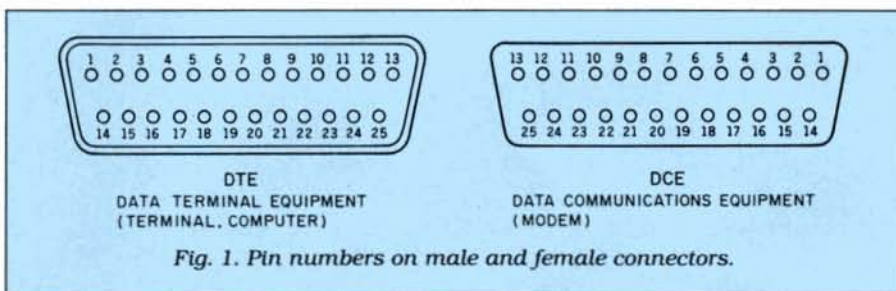 1 2 3 4 5 6 7 8 9 10 11 12 13
14 15 16 17 18 19 20 21 22 23 24 25
DTE
DATA TERMINAL EQUIPMENT
(TERMINAL, COMPUTER)
13 12 11 10 9 8 7 6 5 4 3 2 1
25 24 23 22 21 20 19 18 17 16 15 14
DCE
DATA COMMUNICATIONS EQUIPMENT
(MODEM)
Fig. 1. Pin numbers on male and female connectors.